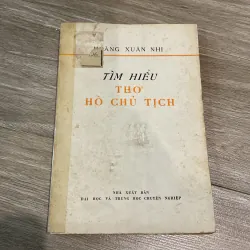 HOÀNG XUÂN NHỊ
TÌM HIỂU
THƠ
HỒ CHỦ TỊCH
NHÀ XUẤT BẢN
ĐẠI HỌC VÀ TRUNG HỌC CHUYÊN NGHIỆP